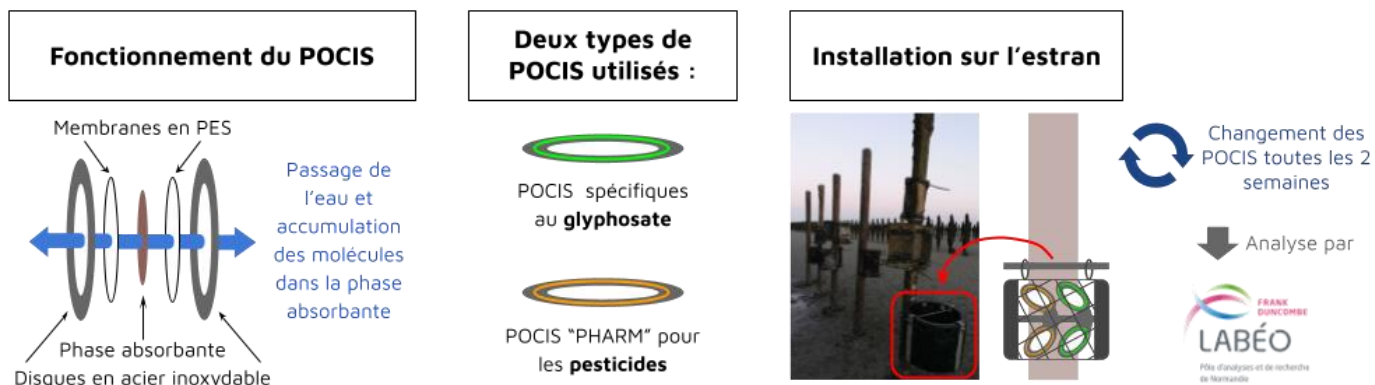 Fonctionnement du POCIS
Membranes en PES
Passage de
l'eau et
accumulation
des molécules
dans la phase
absorbante
Phase absorbante
Disques en acier inoxydable
Deux types de
POCIS utilisés :
POCIS spécifiques
au glyphosate
POCIS “PHARM” pour
les pesticides
Installation sur l’estran
Changement des
POCIS toutes les 2
semaines
Analyse par
FRANK
DUNCOMBE
LABÉO
Pôle d'analyses et de recherche
de Normandie